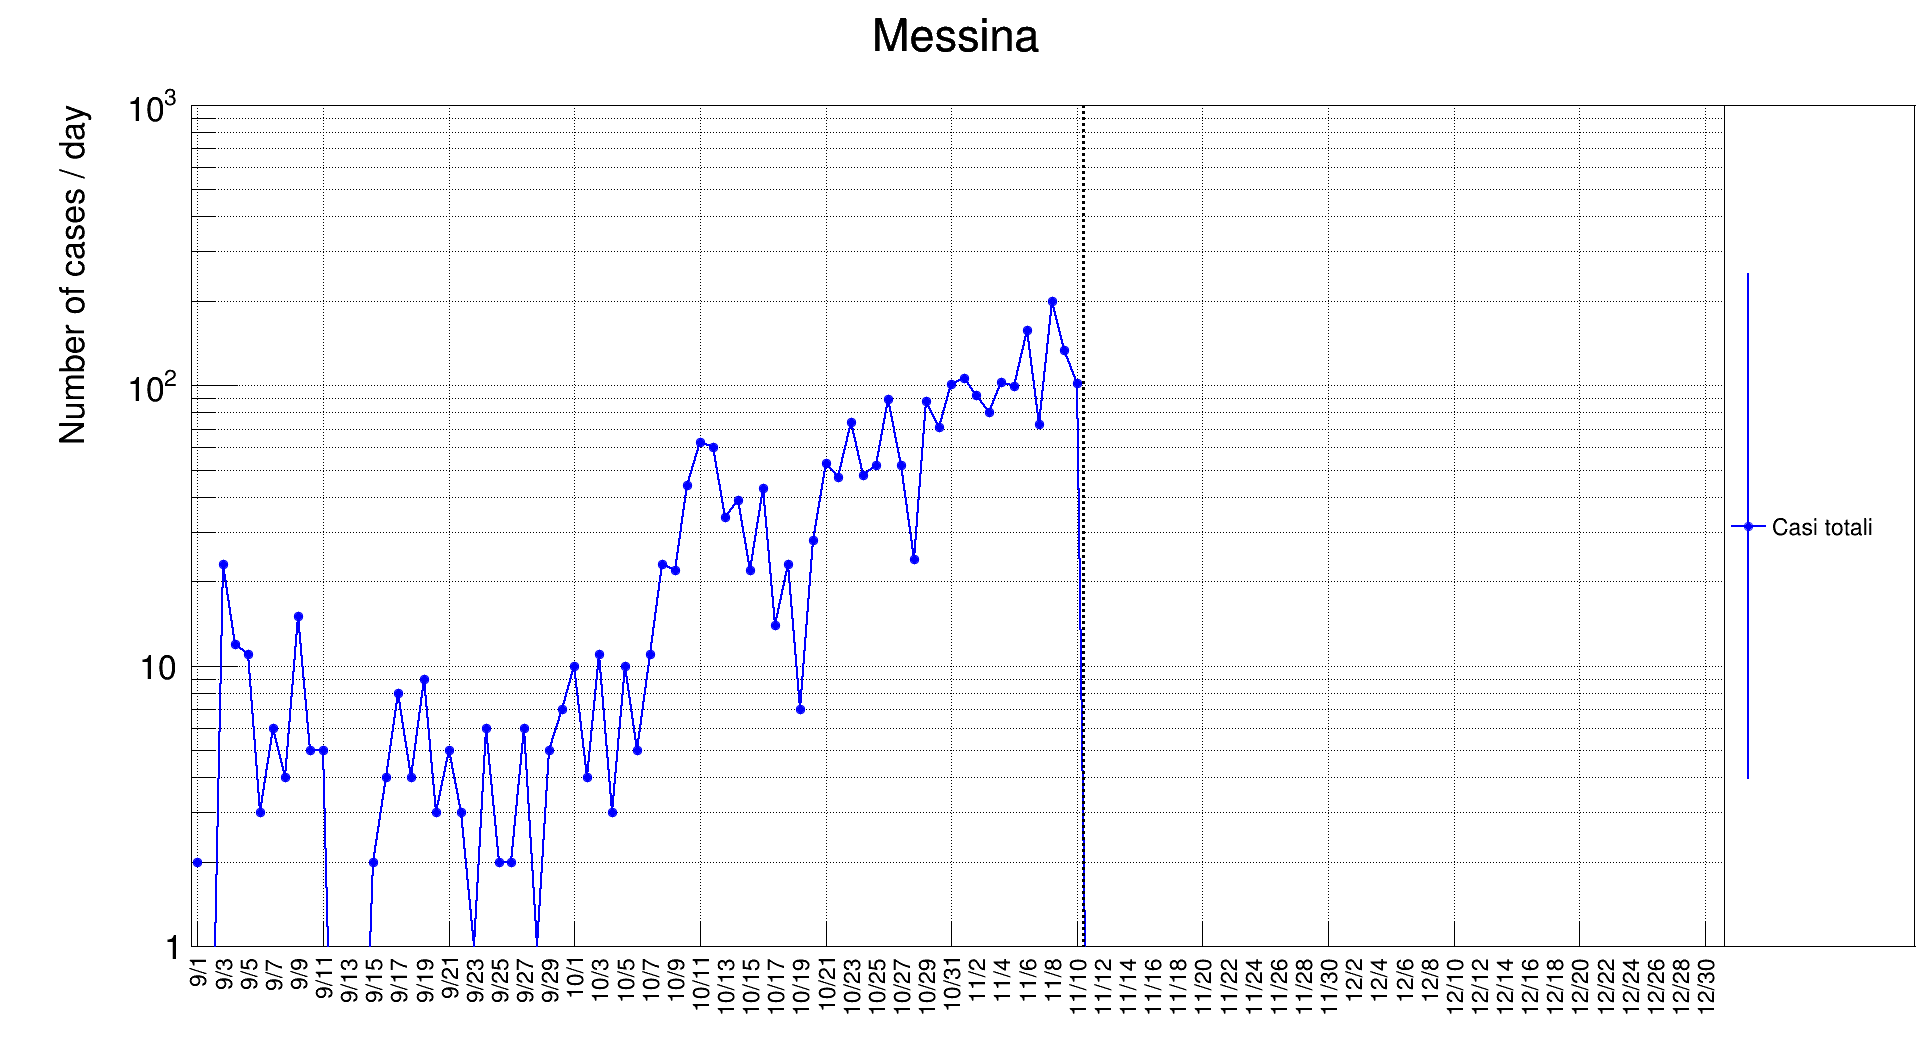 Messina
Number of cases / day
10³
10²
10
1
9/1 9/3 9/5 9/7 9/9 9/11 9/13 9/15 9/17 9/19 9/21 9/23 9/25 9/27 9/29 10/1 10/3 10/5 10/7 10/9 10/11 10/13 10/15 10/17 10/19 10/21 10/23 10/25 10/27 10/29 10/31 11/2 11/4 11/6 11/8 11/10 11/12 11/14 11/16 11/18 11/20 11/22 11/24 11/26 11/28 11/30 12/2 12/4 12/6 12/8 12/10 12/12 12/14 12/16 12/18 12/20 12/22 12/24 12/26 12/28 12/30
Casi totali